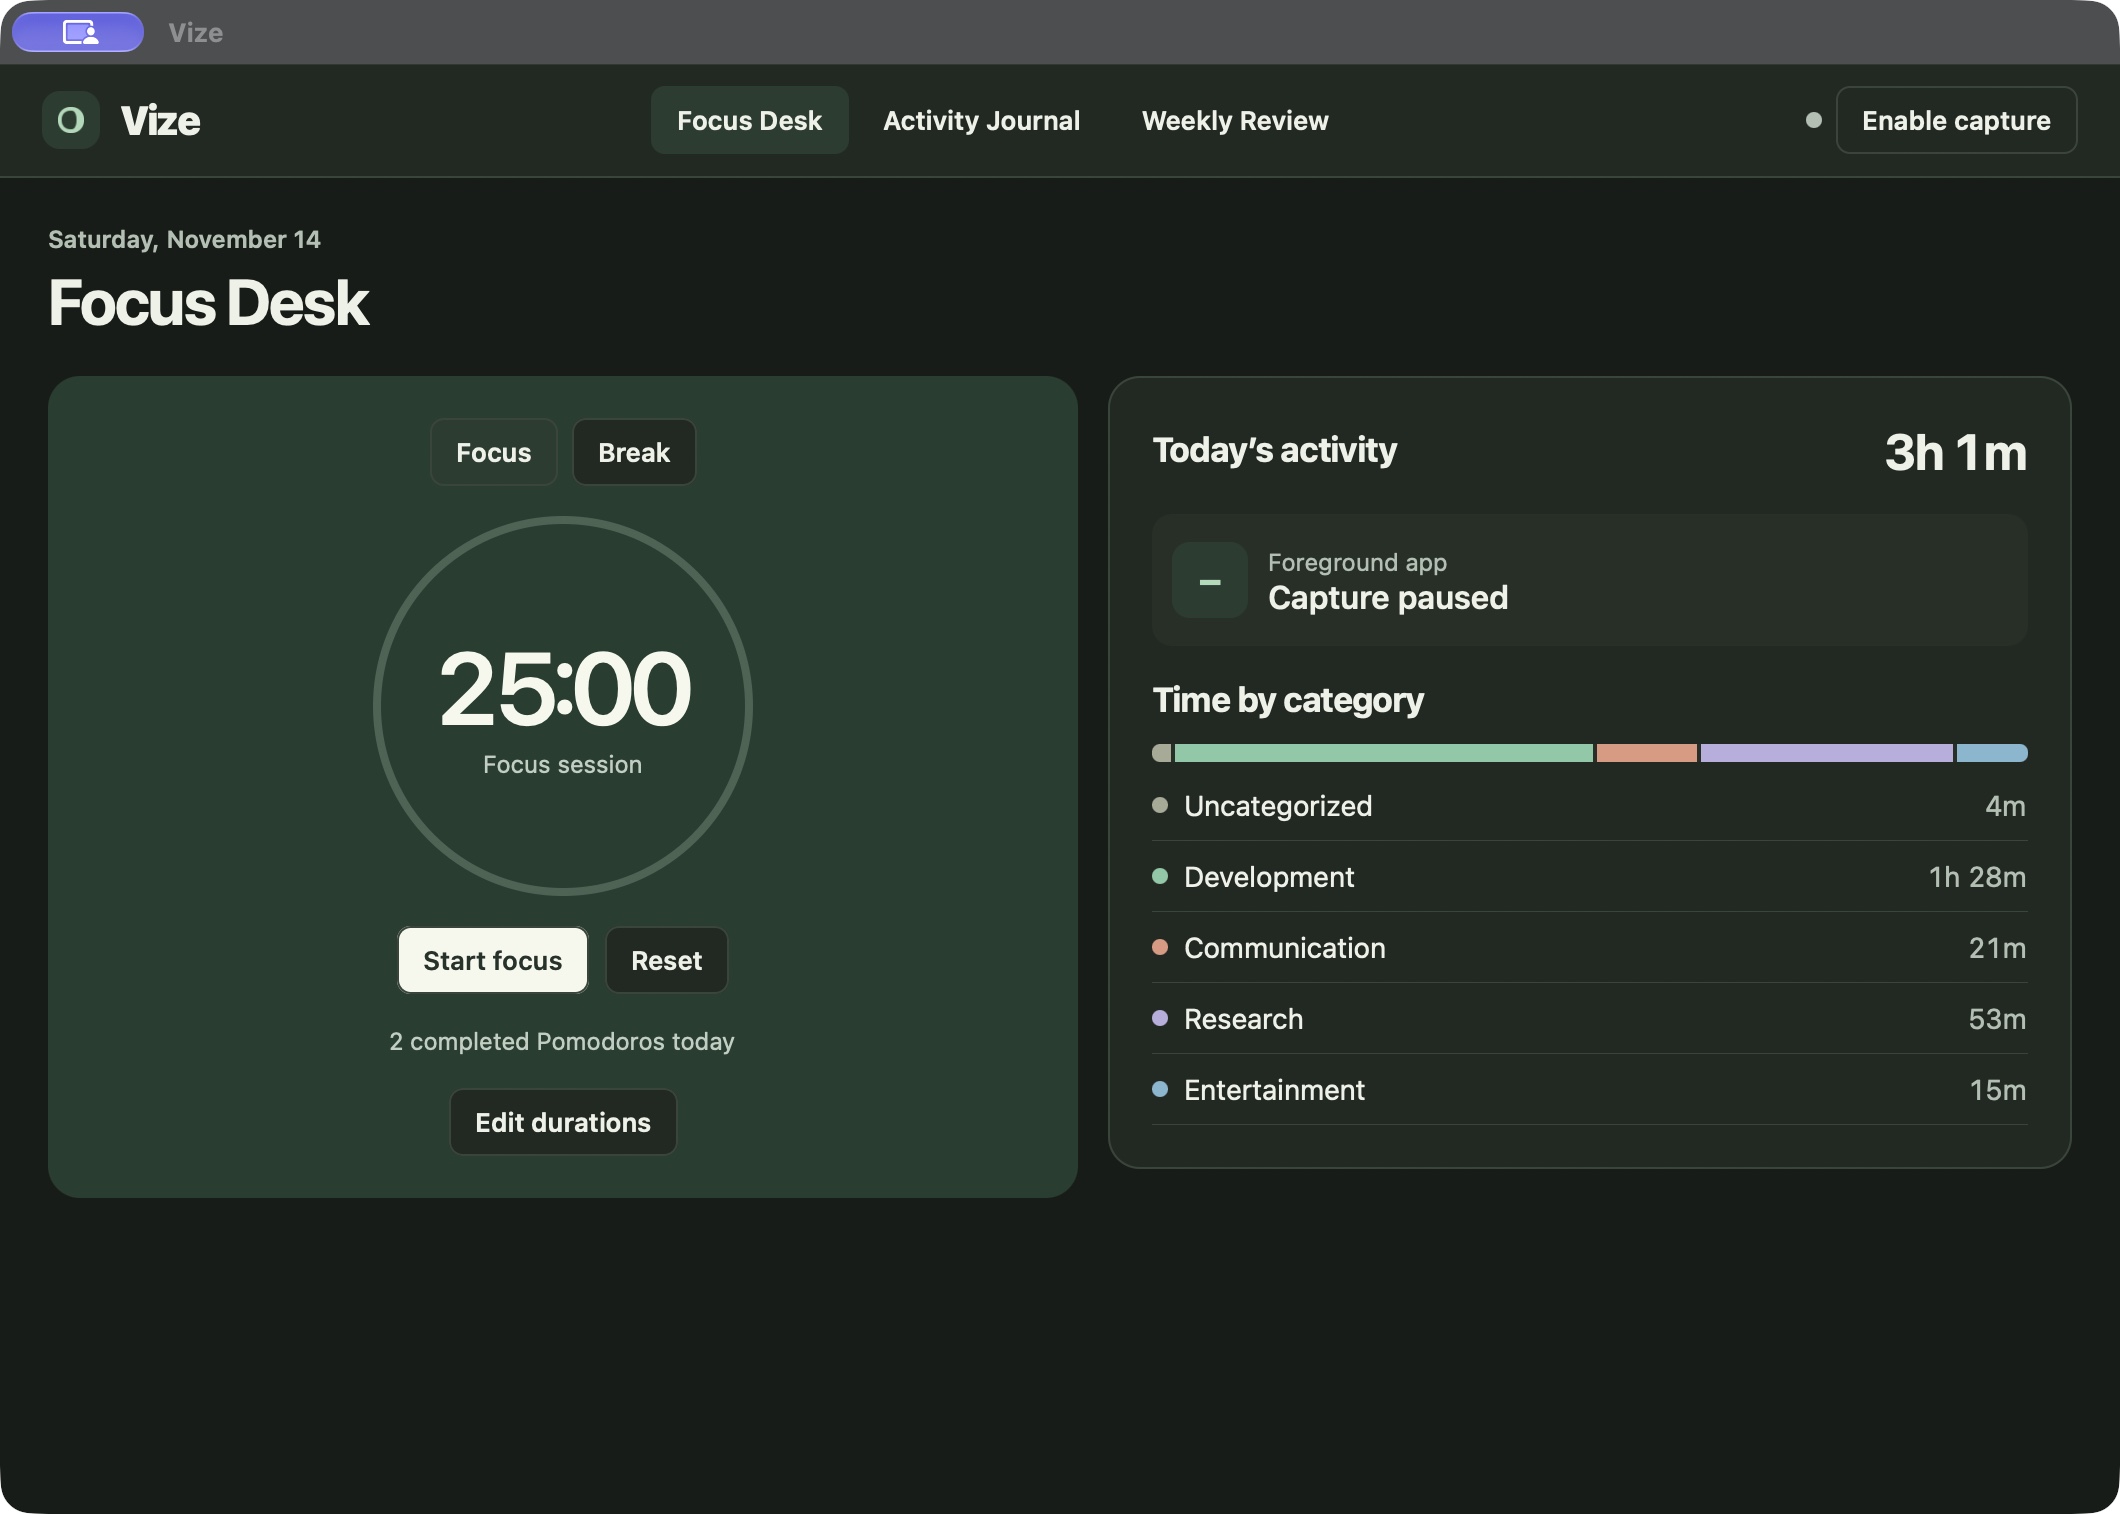 Vize
O Vize
Focus Desk Activity Journal Weekly Review
Enable capture
Saturday, November 14
Focus Desk
Focus Break
25:00
Focus session
Start focus Reset
2 completed Pomodoros today
Edit durations
Today’s activity 3h 1m
–
Foreground app
Capture paused
Time by category
Uncategorized 4m
Development 1h 28m
Communication 21m
Research 53m
Entertainment 15m